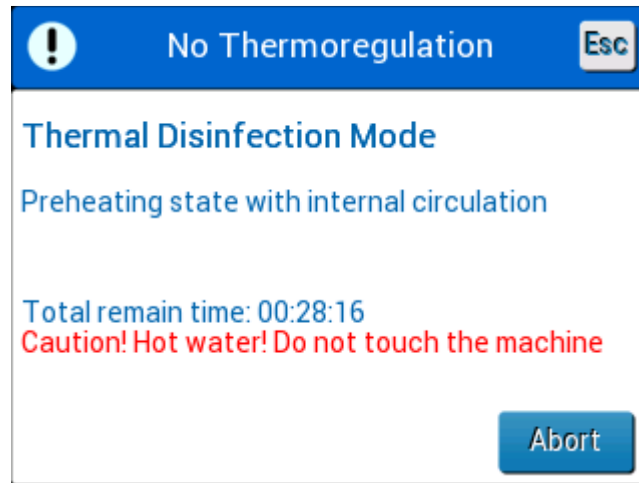 No Thermoregulation
Esc
Thermal Disinfection Mode
Preheating state with internal circulation
Total remain time: 00:28:16
Caution! Hot water! Do not touch the machine
Abort